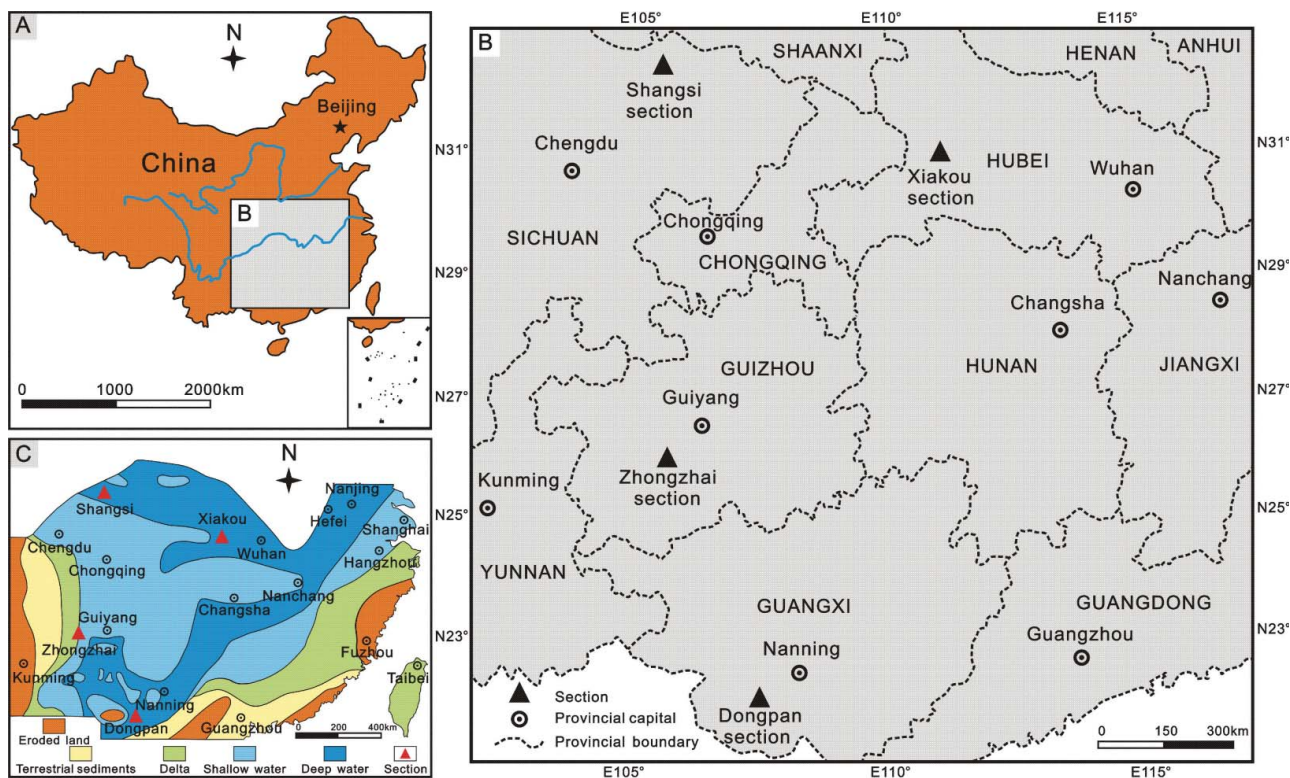 A
N
Beijing
China
B
0 1000 2000km
B
E105° E110° E115°
SHAANXI
HENAN
ANHUI
Shangsi
section
N31°
Chengdu
HUBEI
Wuhan
Xiakou
section
N31°
Chongqing
SICHUAN
CHONGQING
N29°
Nanchang
N29°
Changsha
GUIZHOU
HUNAN
JIANGXI
N27°
Guiyang
N27°
Zhongzhai
section
Kunming
N25°
N25°
YUNNAN
GUANGXI
GUANGDONG
N23°
Guangzhou
N23°
Nanning
Section
Provincial capital
Provincial boundary
Dongpan
section
0 150 300km
E105° E110° E115°
C
N
Shangsi
Nanjing
Xiakou
Hefei
Shanghai
Chengdu
Wuhan
Hangzhou
Chongqing
Nanchang
Changsha
Guiyang
Zhongzhai
Fuzhou
Kunming
Taibei
Nanning
Dongpan
Guangzhou
0 200 400km
Eroded land
Terrestrial sediments Delta Shallow water Deep water Section